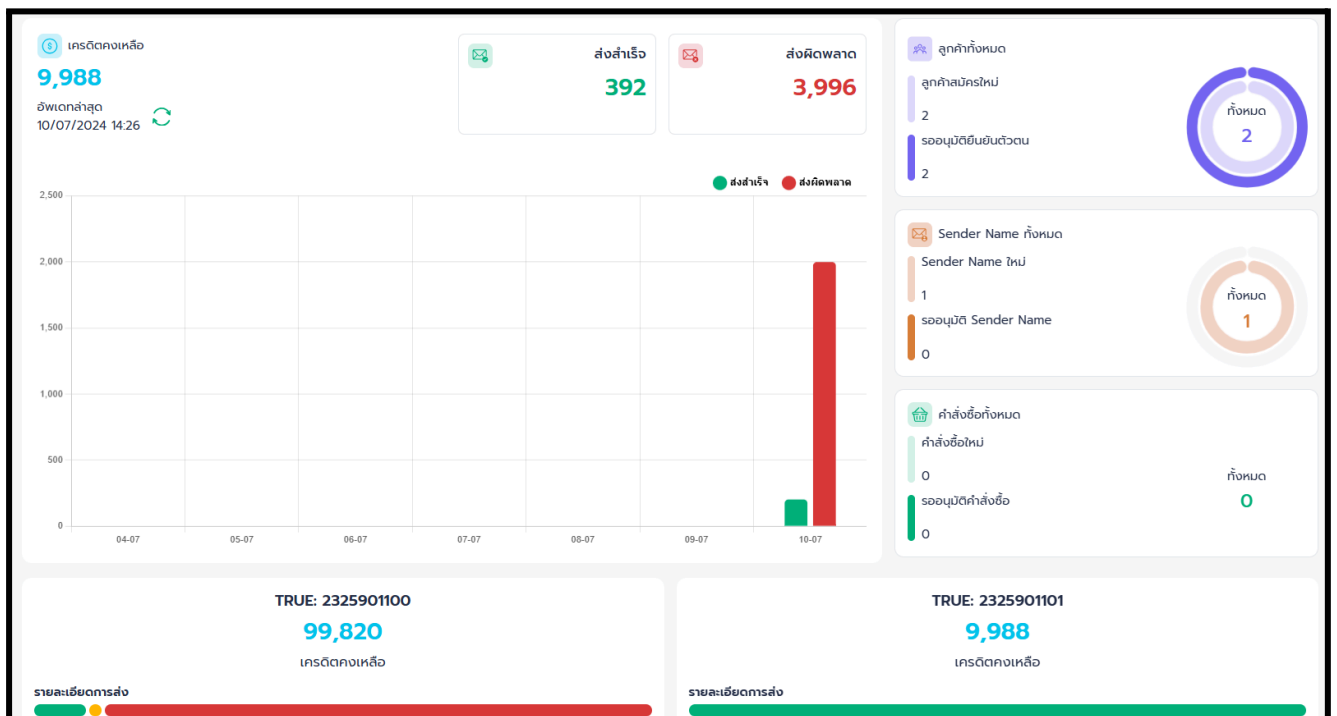 เครดิตคงเหลือ
9,988
อัพเดทล่าสุด
10/07/2024 14:26
ส่งสำเร็จ
392
ส่งผิดพลาด
3,996
ส่งสำเร็จ ส่งผิดพลาด
2,500
2,000
1,500
1,000
500
0
04-07 05-07 06-07 07-07 08-07 09-07 10-07
ลูกค้าทั้งหมด
ลูกค้าสมัครใหม่
2
รออนุมัติยืนยันตัวตน
2
ทั้งหมด
2
Sender Name ทั้งหมด
Sender Name ใหม่
1
รออนุมัติ Sender Name
0
ทั้งหมด
1
คำสั่งซื้อทั้งหมด
คำสั่งซื้อใหม่
0
รออนุมัติคำสั่งซื้อ
0
ทั้งหมด
0
TRUE: 2325901100
99,820
เครดิตคงเหลือ
รายละเอียดการส่ง
TRUE: 2325901101
9,988
เครดิตคงเหลือ
รายละเอียดการส่ง